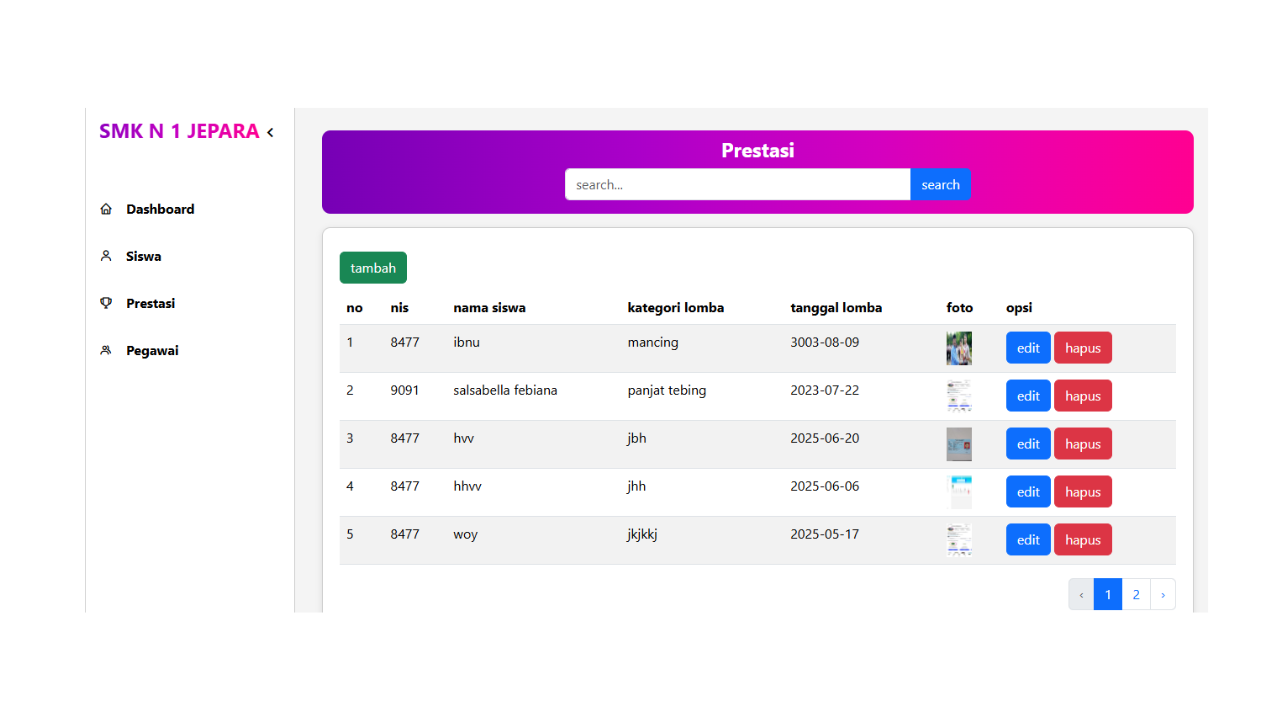 SMK N 1 JEPARA
Dashboard
Siswa
Prestasi
Pegawai
Prestasi
search... search
tambah
no nis nama siswa kategori lomba tanggal lomba foto opsi
1 8477 ibnu mancing 3003-08-09 edit hapus
2 9091 salsabella febiana panjat tebing 2023-07-22 edit hapus
3 8477 hvv jbh 2025-06-20 edit hapus
4 8477 hhvv jhh 2025-06-06 edit hapus
5 8477 woy jkjkkj 2025-05-17 edit hapus
‹ 1 2 ›